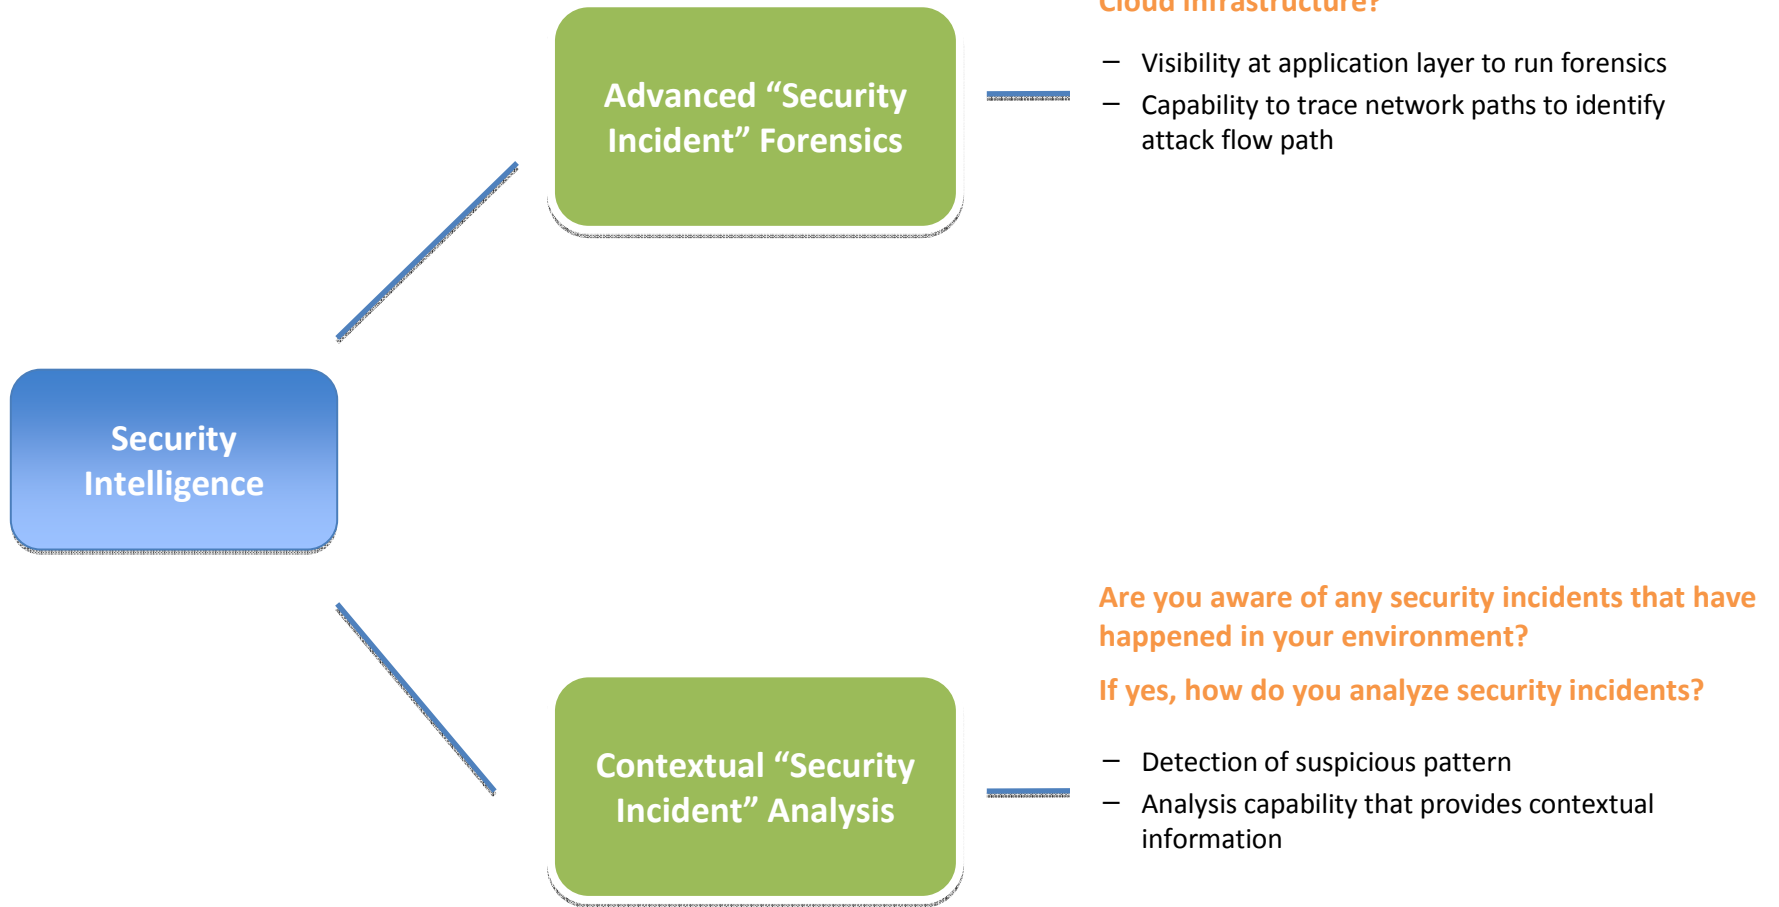 Cloud Infrastructure?
– Visibility at application layer to run forensics
– Capability to trace network paths to identify
attack flow path
Advanced “Security
Incident” Forensics
Security
Intelligence
Are you aware of any security incidents that have
happened in your environment?
If yes, how do you analyze security incidents?
– Detection of suspicious pattern
– Analysis capability that provides contextual
information
Contextual “Security
Incident” Analysis